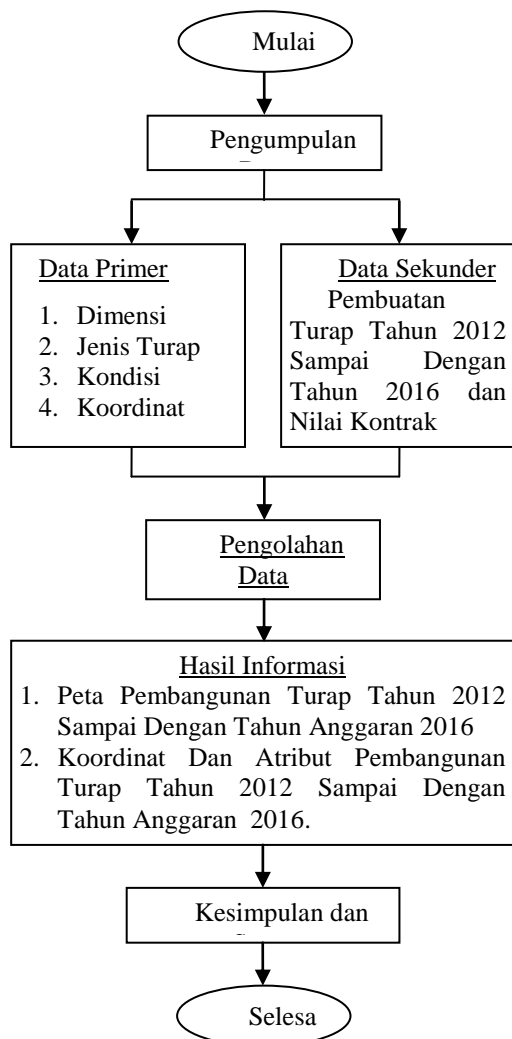 Mulai
Pengumpulan
Data Primer
1. Dimensi
2. Jenis Turap
3. Kondisi
4. Koordinat
Data Sekunder
Pembuatan
Turap Tahun 2012
Sampai Dengan
Tahun 2016 dan
Nilai Kontrak
Pengolahan
Data
Hasil Informasi
1. Peta Pembangunan Turap Tahun 2012
Sampai Dengan Tahun Anggaran 2016
2. Koordinat Dan Atribut Pembangunan
Turap Tahun 2012 Sampai Dengan
Tahun Anggaran 2016.
Kesimpulan dan
Selesa